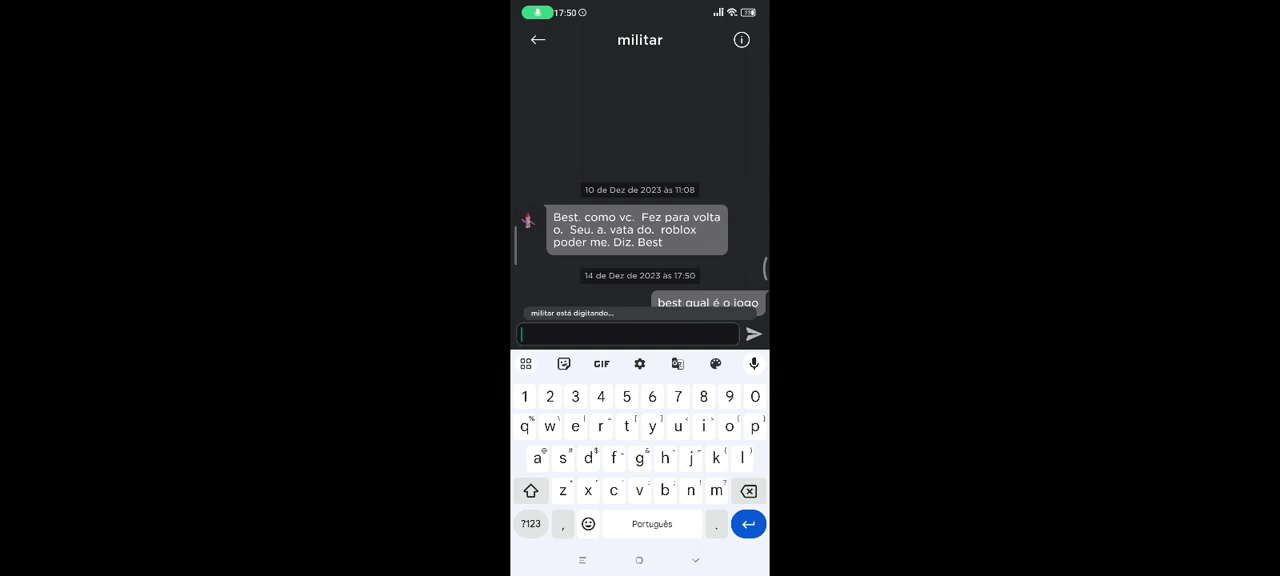 17:50
militar
10 de Dez de 2023 às 11:08
Best. como vc. Fez para volta
o. Seu. a. vata do. roblox
poder me. Diz. Best
14 de Dez de 2023 às 17:50
best qual é o jogo
militar está digitando...
GIF
1 2 3 4 5 6 7 8 9 0
q w e r t y u i o p
a s d f g h j k l
z x c v b n m
?123 , Português .